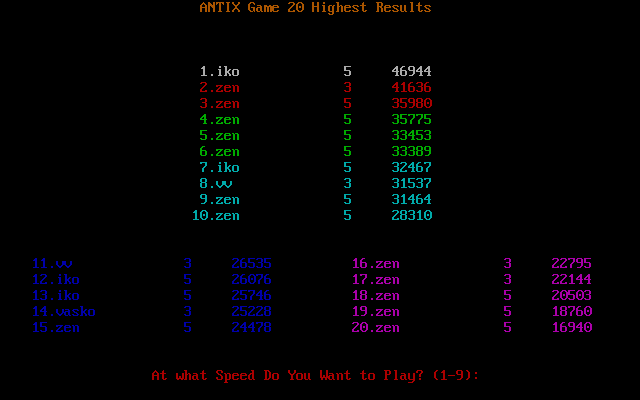 ANTIX Game 20 Highest Results
1.iko 5 46944
2.zen 3 41636
3.zen 5 35980
4.zen 5 35775
5.zen 5 33453
6.zen 5 33389
7.iko 5 32467
8.vv 3 31537
9.zen 5 31464
10.zen 5 28310
11.vv 3 26535 16.zen 3 22795
12.iko 5 26076 17.zen 3 22144
13.iko 5 25746 18.zen 5 20503
14.vasko 3 25228 19.zen 5 18760
15.zen 5 24478 20.zen 5 16940
At what Speed Do You Want to Play? (1-9):